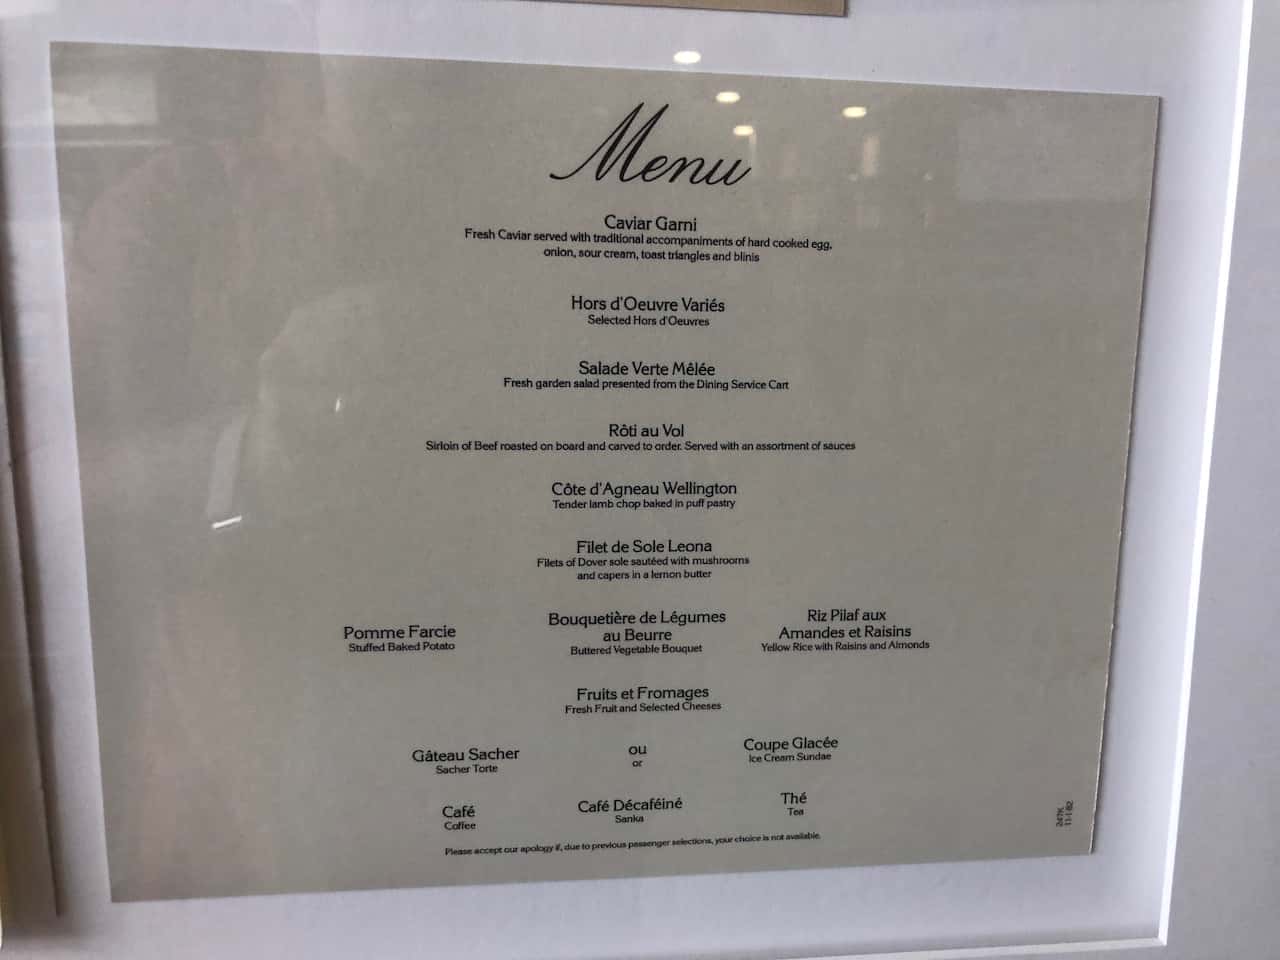 Menu
Caviar Garni
Fresh Caviar served with traditional accompaniments of hard cooked egg,
onion, sour cream, toast triangles and blinis
Hors d'Oeuvre Variés
Selected Hors d'Oeuvres
Salade Verte Mêlée
Fresh garden salad presented from the Dining Service Cart
Rôti au Vol
Sirloin of Beef roasted on board and carved to order. Served with an assortment of sauces
Côte d'Agneau Wellington
Tender lamb chop baked in puff pastry
Filet de Sole Leona
Filets of Dover sole sautéed with mushrooms
and capers in a lemon butter
Pomme Farcie
Stuffed Baked Potato
Bouquetière de Légumes
au Beurre
Buttered Vegetable Bouquet
Riz Pilaf aux
Amandes et Raisins
Yellow Rice with Raisins and Almonds
Fruits et Fromages
Fresh Fruit and Selected Cheeses
Gâteau Sacher
Sacher Torte
ou
or
Coupe Glacée
Ice Cream Sundae
Café
Coffee
Café Décaféiné
Sanka
Thé
Tea
Please accept our apology if, due to previous passenger selections, your choice is not available.
247K
11-1-82